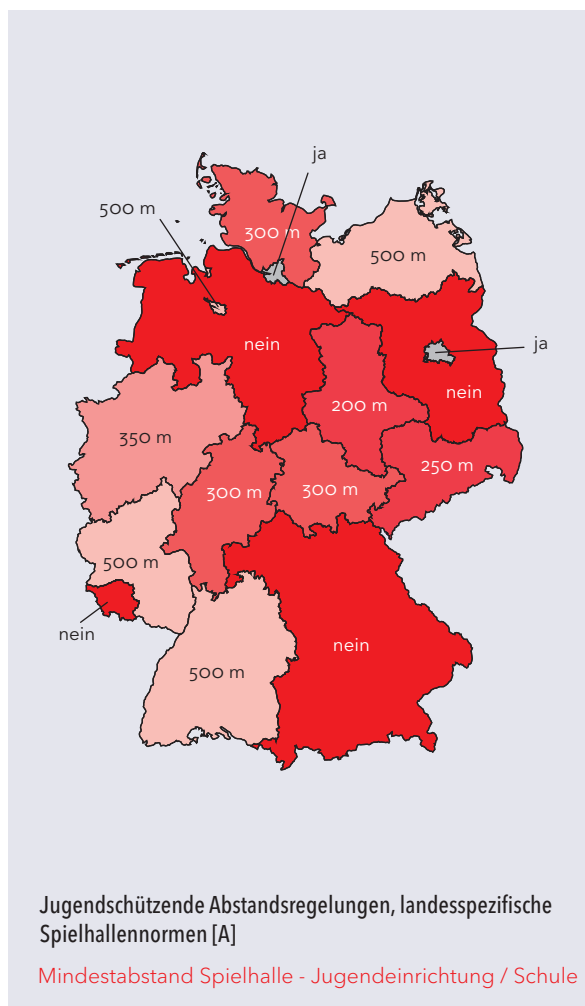 ja
500 m
300 m
500 m
nein
ja
nein
200 m
350 m
250 m
300 m
300 m
500 m
nein
nein
500 m
Jugendschützende Abstandsregelungen, landesspezifische
Spielhallennormen [A]
Mindestabstand Spielhalle - Jugendeinrichtung / Schule